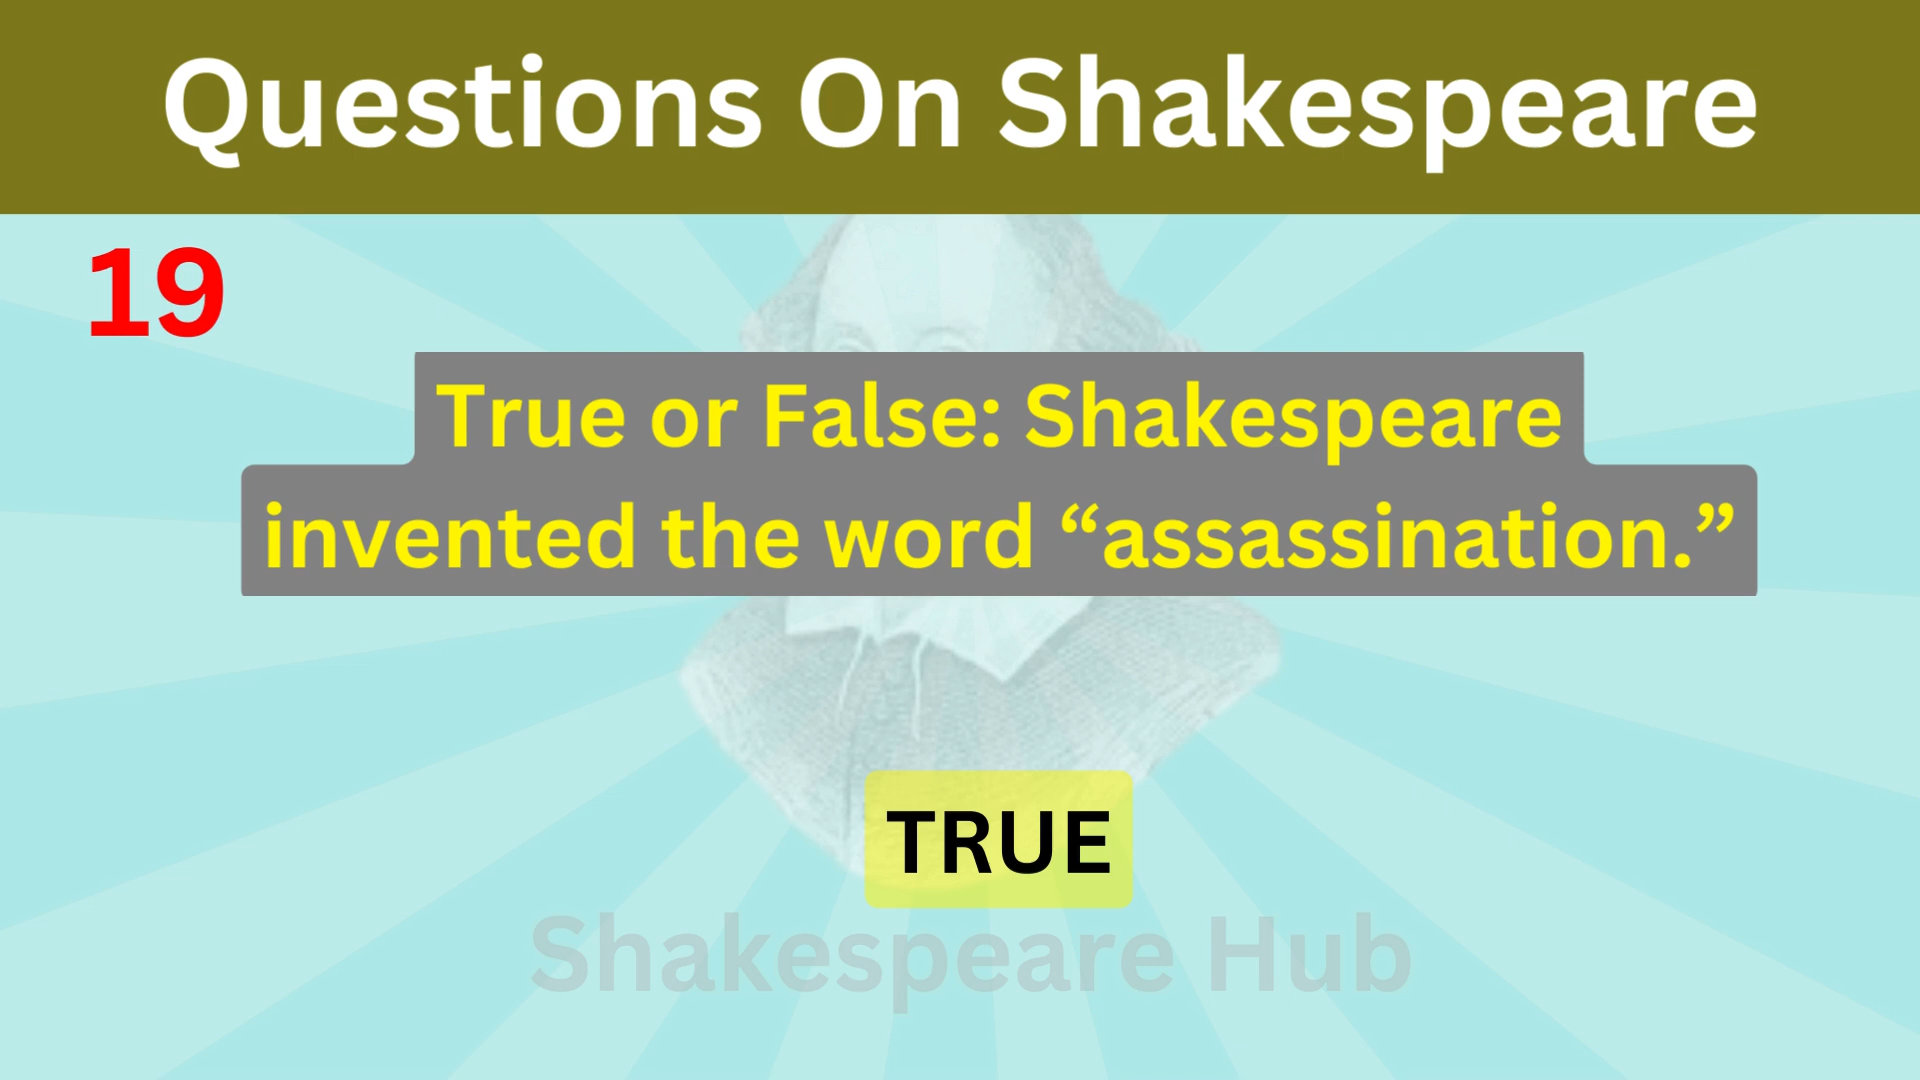 Questions On Shakespeare
19
True or False: Shakespeare
invented the word “assassination.”
TRUE
Shakespeare Hub